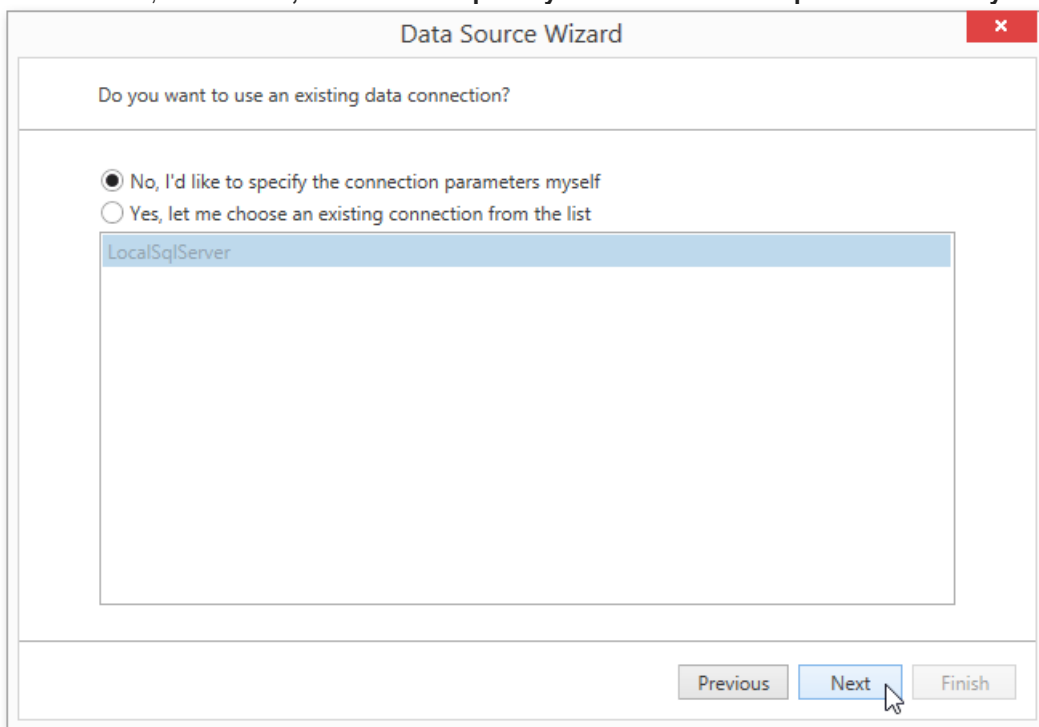 Data Source Wizard
Do you want to use an existing data connection?
No, I'd like to specify the connection parameters myself
Yes, let me choose an existing connection from the list
LocalSqlServer
Previous Next Finish